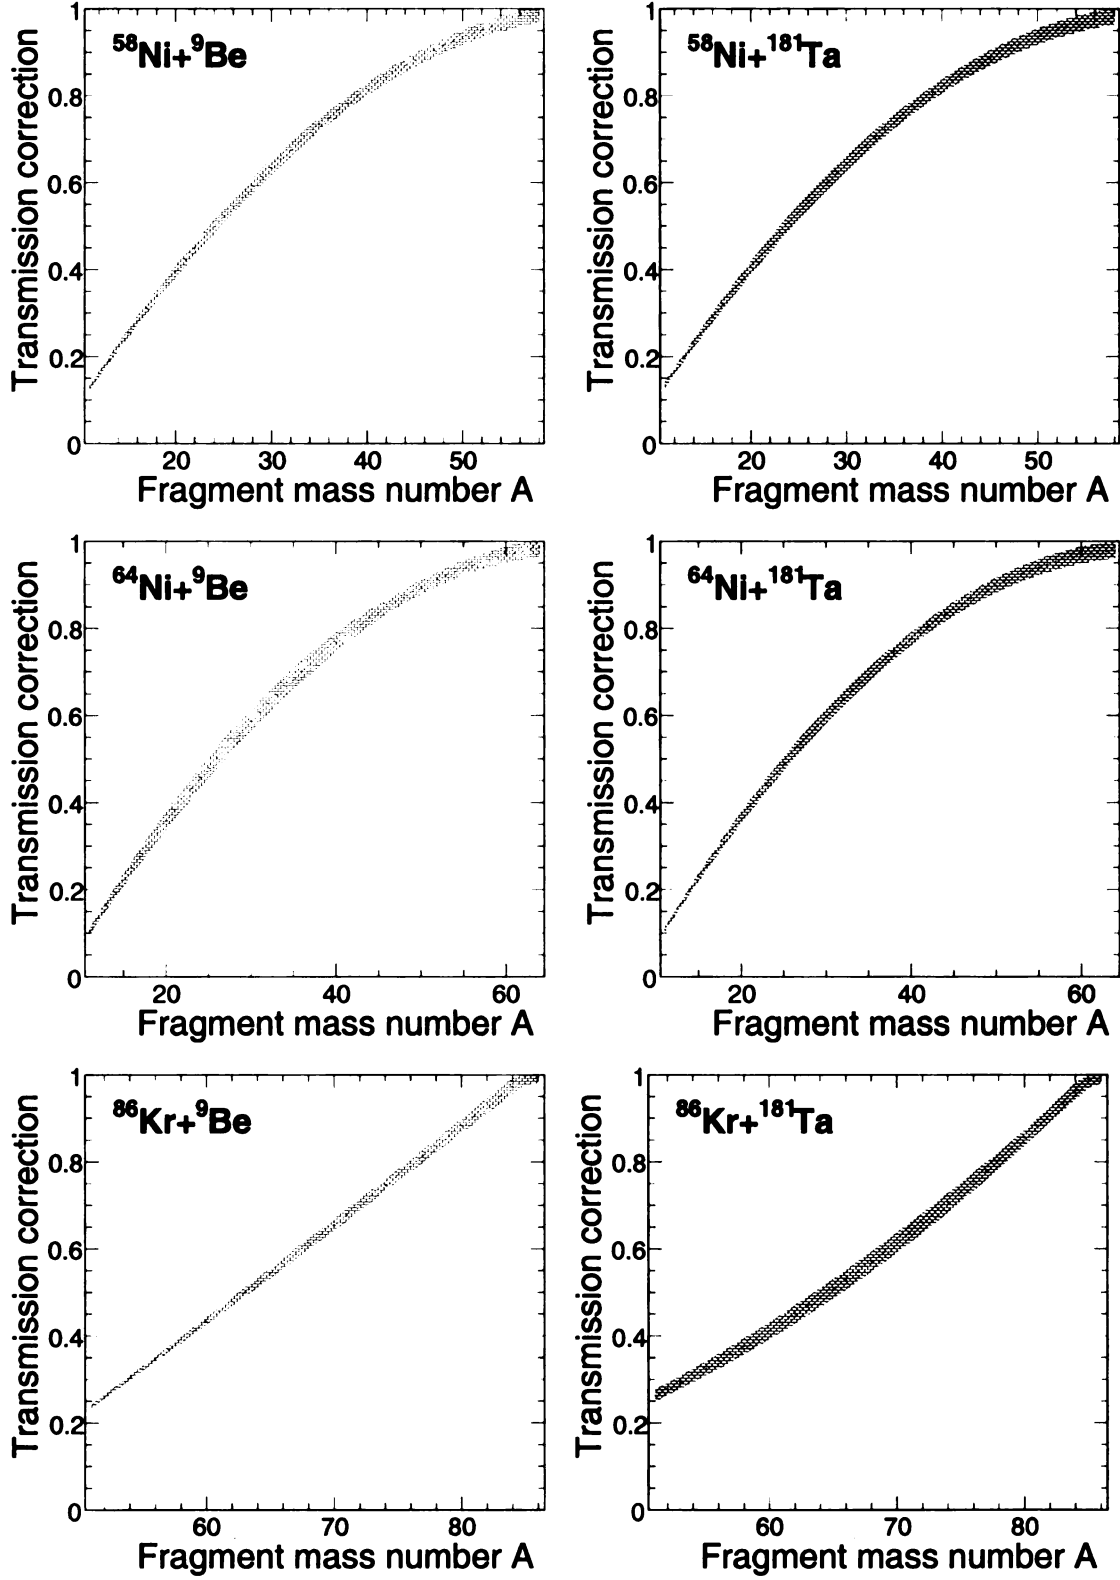 Transmission correction
1
0.8
0.6
0.4
0.2
0
⁵⁸Ni+⁹Be
20 30 40 50
Fragment mass number A
Transmission correction
1
0.8
0.6
0.4
0.2
0
⁵⁸Ni+¹⁸¹Ta
20 30 40 50
Fragment mass number A
Transmission correction
1
0.8
0.6
0.4
0.2
0
⁶⁴Ni+⁹Be
20 40 60
Fragment mass number A
Transmission correction
1
0.8
0.6
0.4
0.2
0
⁶⁴Ni+¹⁸¹Ta
20 40 60
Fragment mass number A
Transmission correction
1
0.8
0.6
0.4
0.2
0
⁸⁶Kr+⁹Be
60 70 80
Fragment mass number A
Transmission correction
1
0.8
0.6
0.4
0.2
0
⁸⁶Kr+¹⁸¹Ta
60 70 80
Fragment mass number A